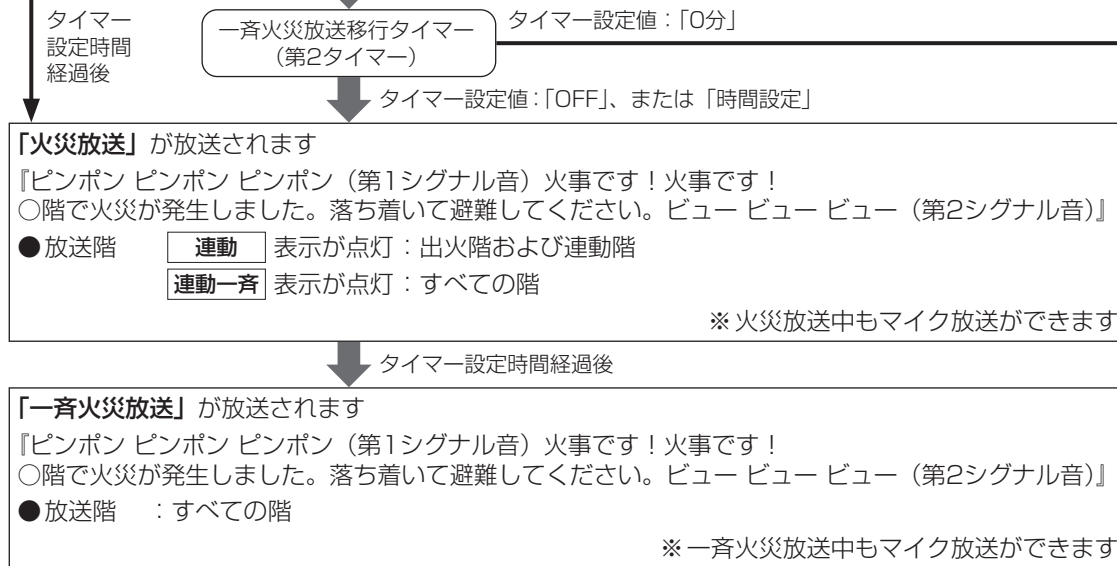 タイマー
設定時間
経過後
一斉火災放送移行タイマー
(第2タイマー)
タイマー設定値:「0分」
タイマー設定値:「OFF」、または「時間設定」
「火災放送」が放送されます
『ピンポン ピンポン ピンポン(第1シグナル音)火事です!火事です!
○階で火災が発生しました。落ち着いて避難してください。ビュー ビュー ビュー(第2シグナル音)』
●放送階 連動 表示が点灯:出火階および連動階
連動一斉 表示が点灯:すべての階
※火災放送中もマイク放送ができます
タイマー設定時間経過後
「一斉火災放送」が放送されます
『ピンポン ピンポン ピンポン(第1シグナル音)火事です!火事です!
○階で火災が発生しました。落ち着いて避難してください。ビュー ビュー ビュー(第2シグナル音)』
●放送階 :すべての階
※一斉火災放送中もマイク放送ができます